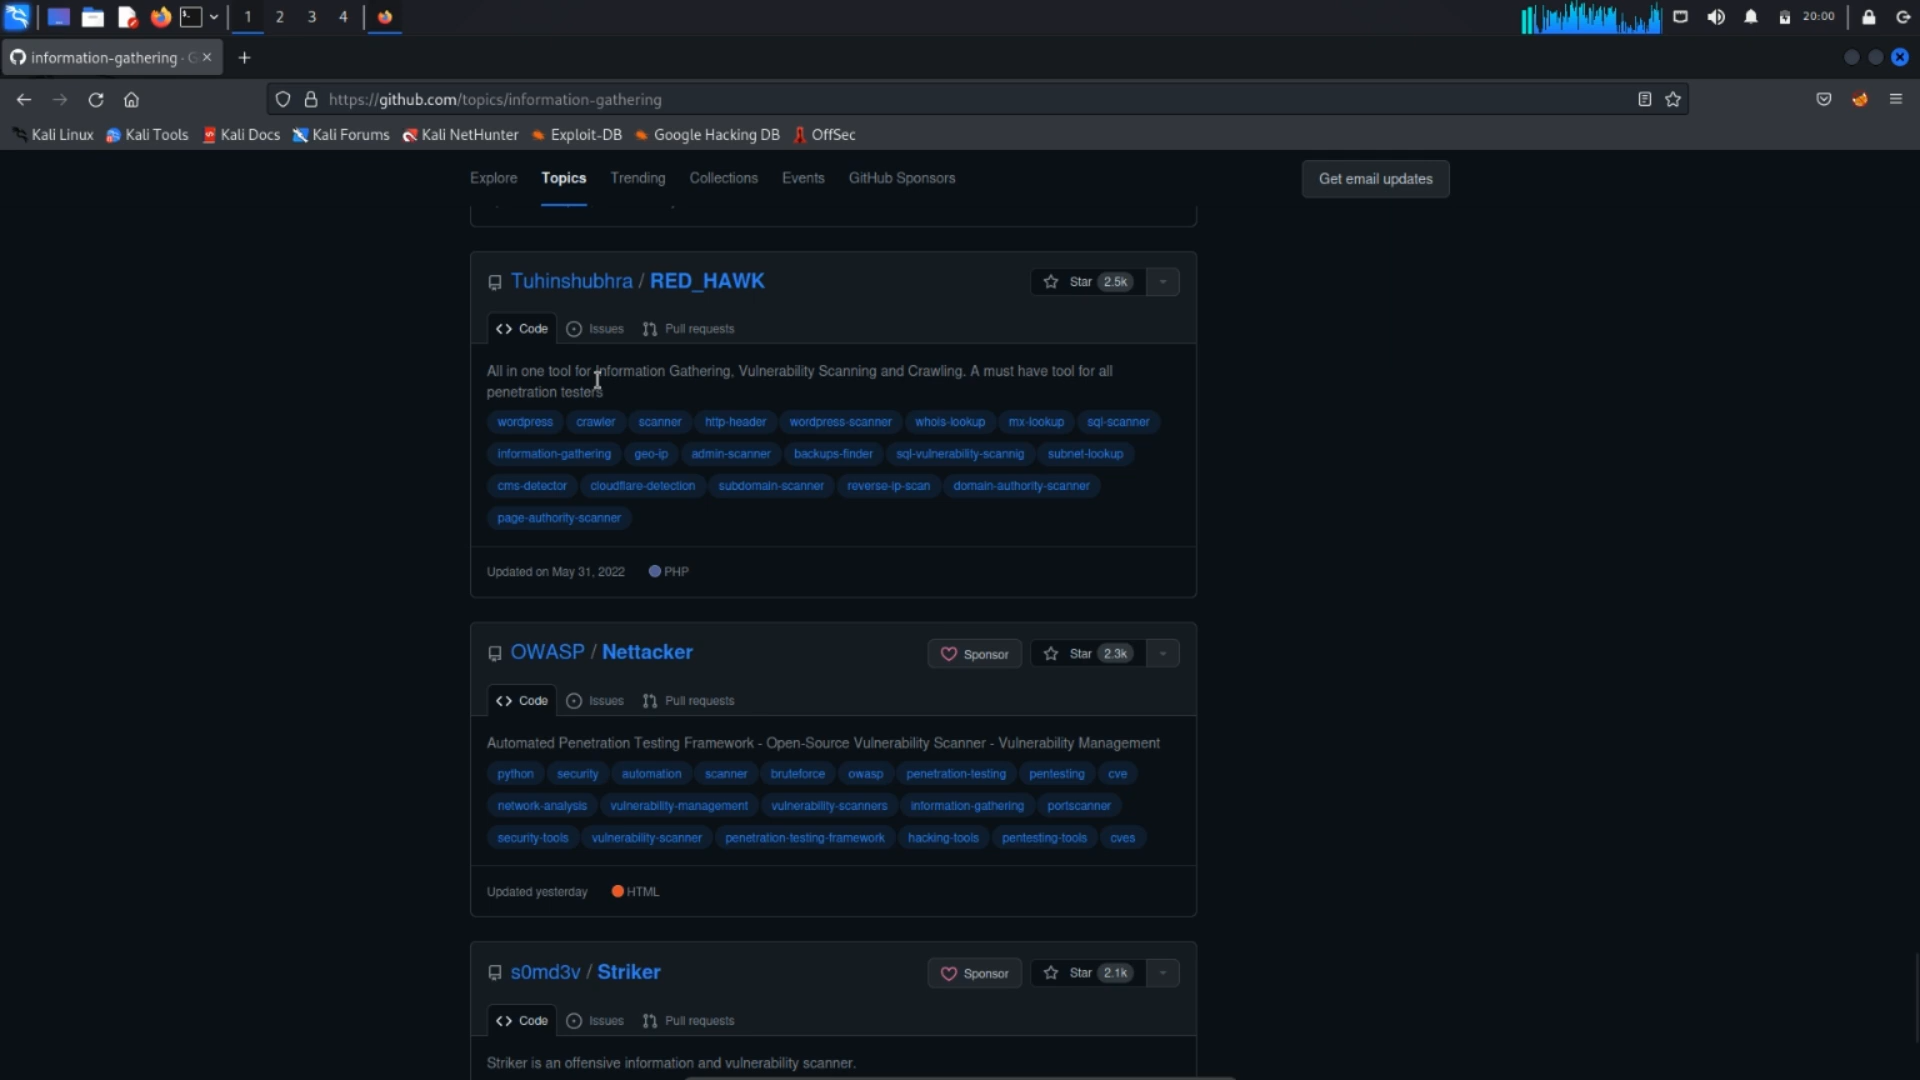 1 2 3 4 20:00
information-gathering · G
https://github.com/topics/information-gathering
Kali Linux Kali Tools Kali Docs Kali Forums Kali NetHunter Exploit-DB Google Hacking DB OffSec
Explore Topics Trending Collections Events GitHub Sponsors Get email updates
Tuhinshubhra / RED_HAWK Star 2.5k
Code Issues Pull requests
All in one tool for Information Gathering, Vulnerability Scanning and Crawling. A must have tool for all
penetration testers
wordpress crawler scanner http-header wordpress-scanner whois-lookup mx-lookup sql-scanner
information-gathering geo-ip admin-scanner backups-finder sql-vulnerability-scannig subnet-lookup
cms-detector cloudflare-detection subdomain-scanner reverse-ip-scan domain-authority-scanner
page-authority-scanner
Updated on May 31, 2022 PHP
OWASP / Nettacker Sponsor Star 2.3k
Code Issues Pull requests
Automated Penetration Testing Framework - Open-Source Vulnerability Scanner - Vulnerability Management
python security automation scanner bruteforce owasp penetration-testing pentesting cve
network-analysis vulnerability-management vulnerability-scanners information-gathering portscanner
security-tools vulnerability-scanner penetration-testing-framework hacking-tools pentesting-tools cves
Updated yesterday HTML
s0md3v / Striker Sponsor Star 2.1k
Code Issues Pull requests
Striker is an offensive information and vulnerability scanner.